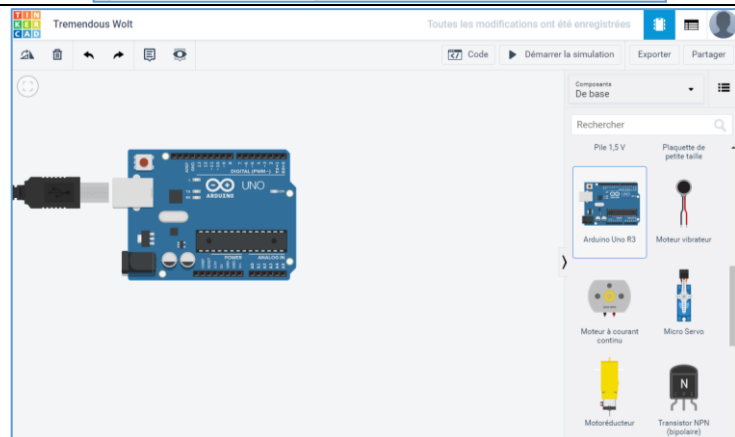 TIN
KER
CAD
Tremendous Wolt
Toutes les modifications ont été enregistrées
Code
Démarrer la simulation
Exporter
Partager
Composants
De base
Rechercher
Pile 1,5 V
Plaquette de
petite taille
Arduino Uno R3
Moteur vibrateur
Moteur à courant
continu
Micro Servo
Motoréducteur
Transistor NPN
(bipolaire)
N
DIGITAL (PWM~)
UNO
ARDUINO
POWER
ANALOG IN